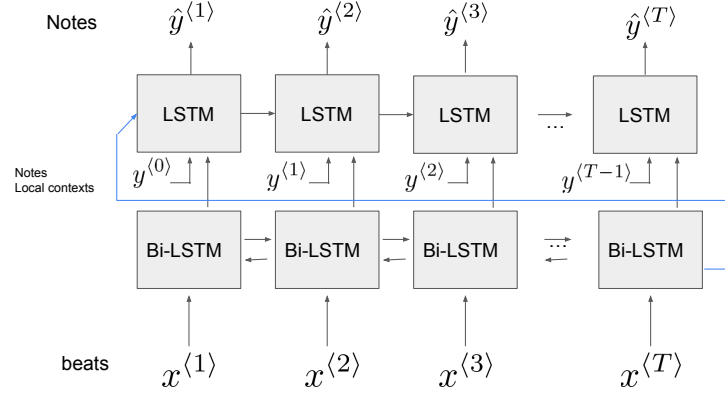 Notes ŷ⟨1⟩ ŷ⟨2⟩ ŷ⟨3⟩ ŷ⟨T⟩
LSTM LSTM LSTM ... LSTM
Notes
Local contexts
y⟨0⟩ y⟨1⟩ y⟨2⟩ y⟨T−1⟩
Bi-LSTM Bi-LSTM Bi-LSTM ... Bi-LSTM
beats x⟨1⟩ x⟨2⟩ x⟨3⟩ x⟨T⟩